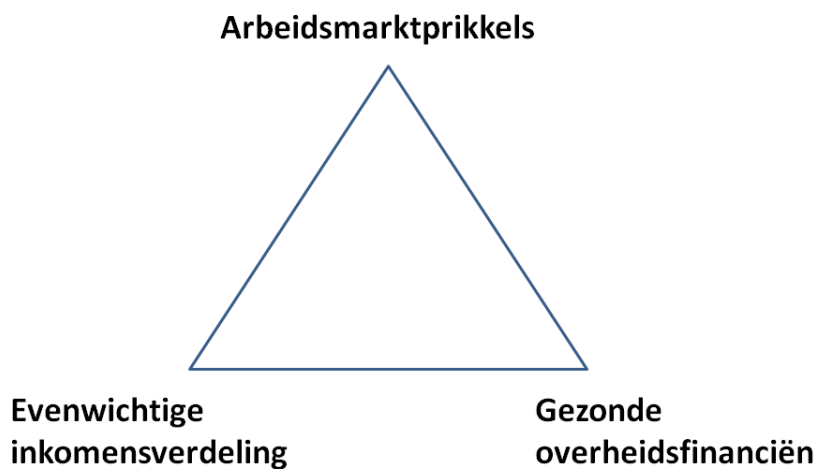 Arbeidsmarktprikkels
Evenwichtige
inkomensverdeling
Gezonde
overheidsfinanciën